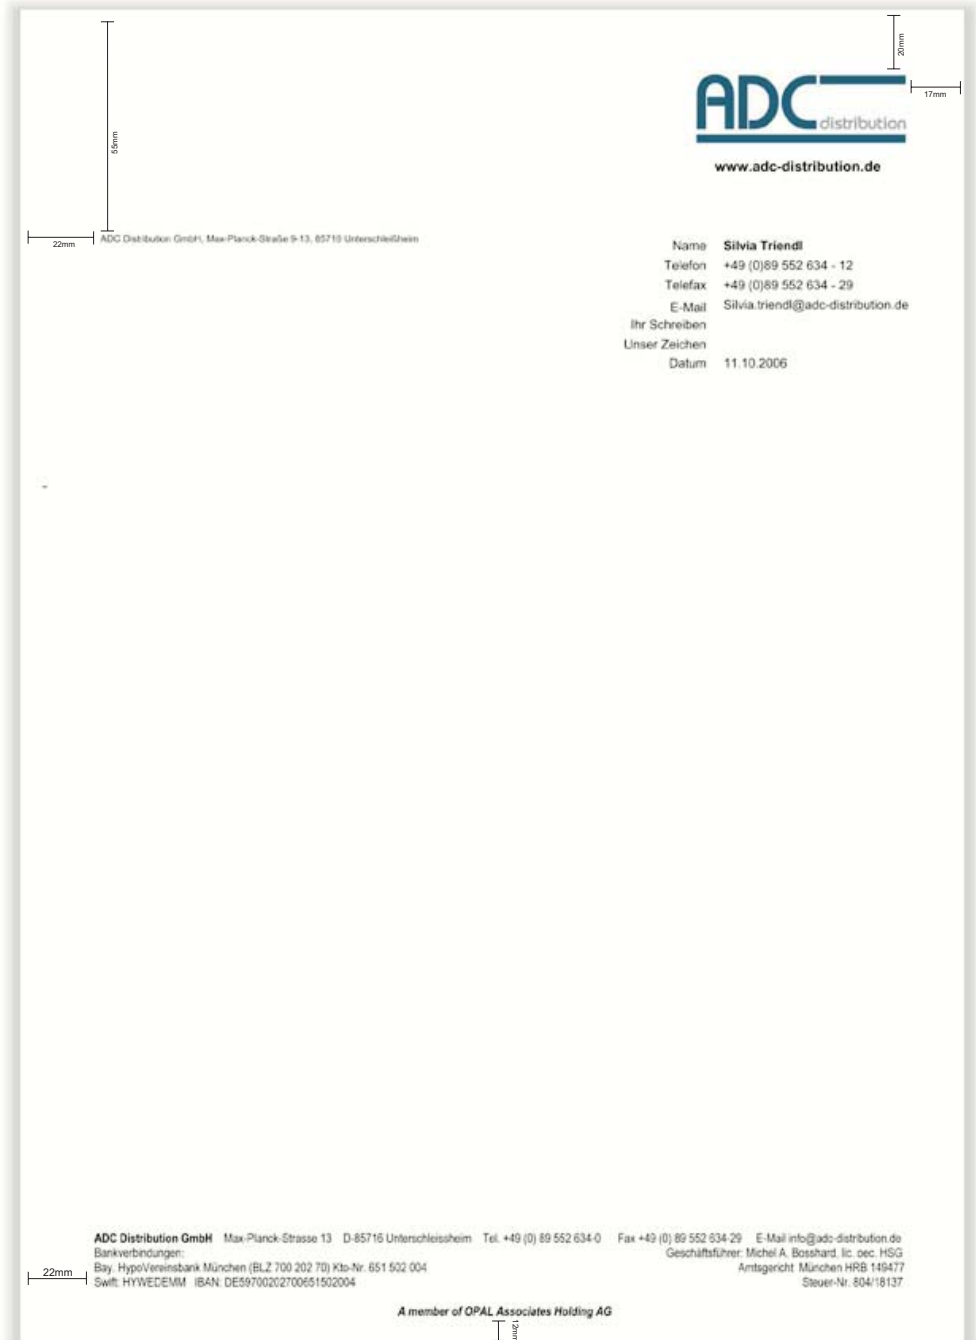 20mm
17mm
ADC
distribution
www.adc-distribution.de
55mm
22mm
ADC Distribution GmbH, Max-Planck-Straße 9-13, 85716 Unterschleißheim
Name Silvia Triendl
Telefon +49 (0)89 552 634 - 12
Telefax +49 (0)89 552 634 - 29
E-Mail Silvia.triendl@adc-distribution.de
Ihr Schreiben
Unser Zeichen
Datum 11.10.2006
-
ADC Distribution GmbH Max-Planck-Strasse 13 D-85716 Unterschleissheim Tel. +49 (0) 89 552 634-0 Fax +49 (0) 89 552 634-29 E-Mail info@adc-distribution.de
Bankverbindungen: Geschäftsführer: Michel A. Bosshard, lic. oec. HSG
Bay. HypoVereinsbank München (BLZ 700 202 70) Kto-Nr. 651 502 004 Amtsgericht München HRB 149477
22mm
Swift: HYWEDEMM IBAN: DE59700202700651502004 Steuer-Nr. 804/18137
A member of OPAL Associates Holding AG
12mm